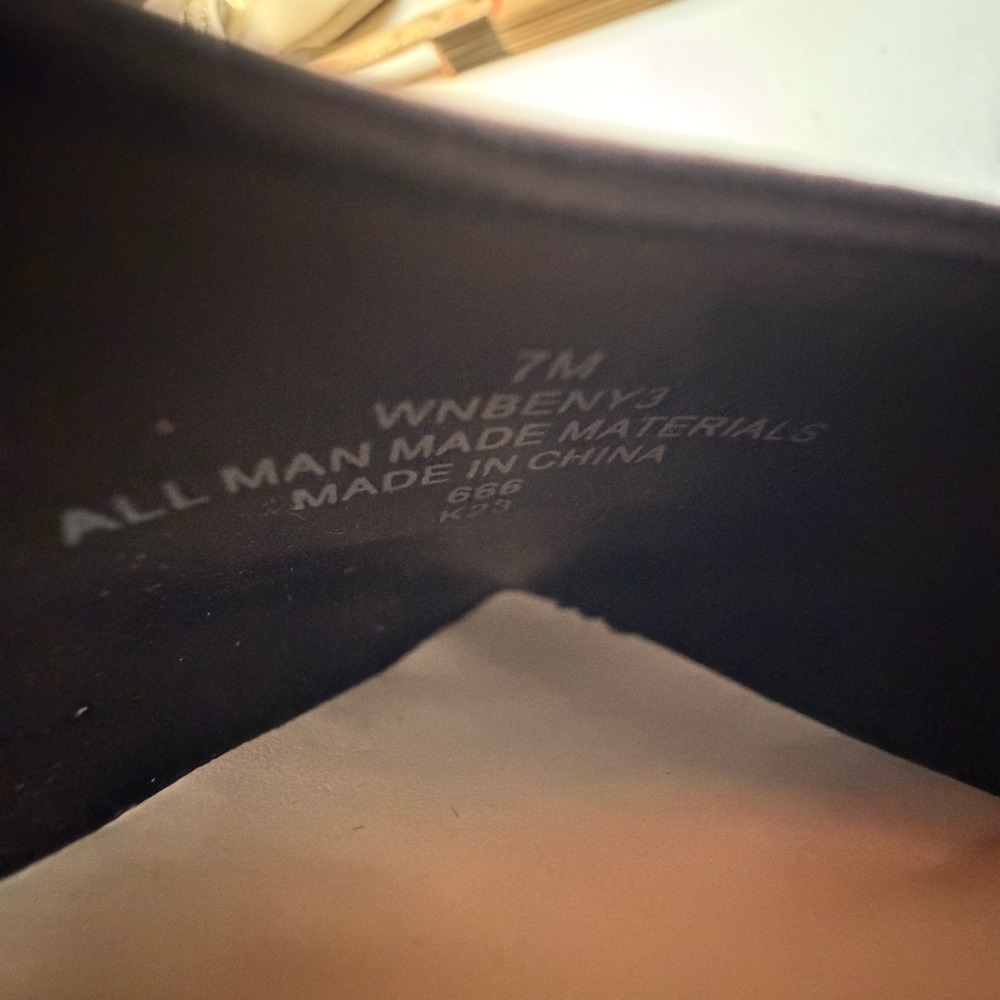 7M
WNBENY3
ALL MAN MADE MATERIALS
MADE IN CHINA
666
K23